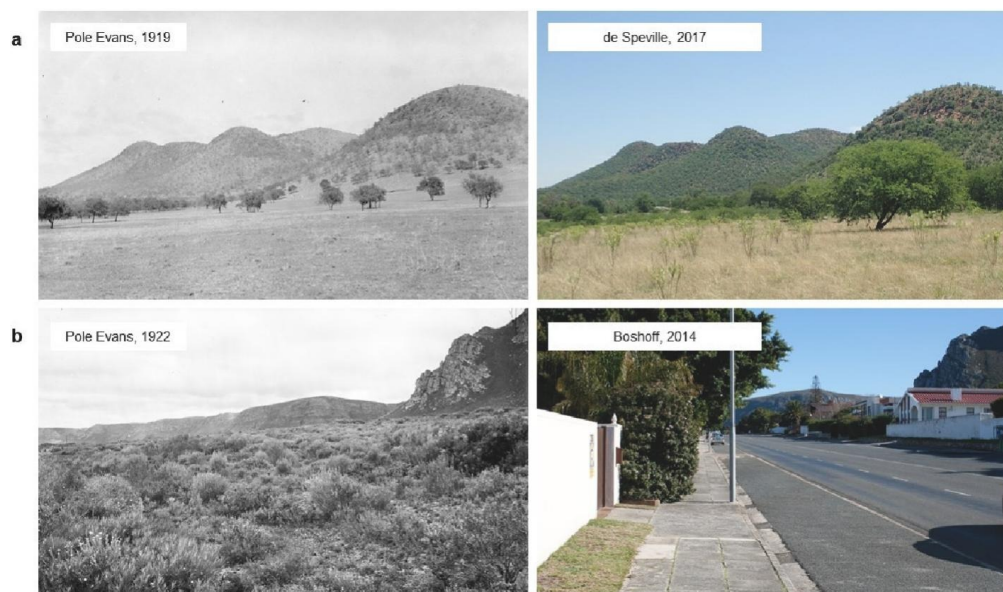 a
Pole Evans, 1919
de Speville, 2017
b
Pole Evans, 1922
Boshoff, 2014